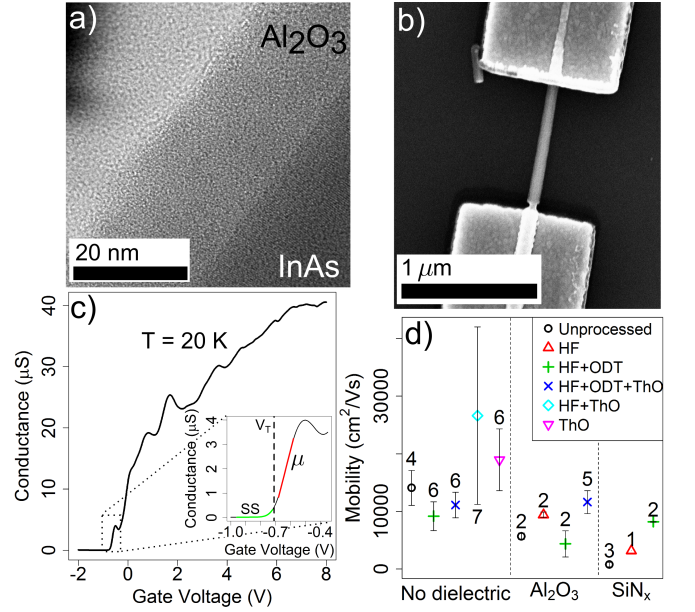 a)
Al2O3
20 nm
InAs
b)
1 μm
c)
T = 20 K
Conductance (μS)
0 10 20 30 40
−2 0 2 4 6 8
Gate Voltage (V)
VT
SS
μ
Conductance (μS)
0 1 2 3 4
-1.0 -0.7 -0.4
Gate Voltage (V)
d)
Unprocessed
HF
HF+ODT
HF+ODT+ThO
HF+ThO
ThO
Mobility (cm2/Vs)
0 10000 30000
4 6 6 7 6
2 2 2 5
3 1 2
No dielectric
Al2O3
SiNx